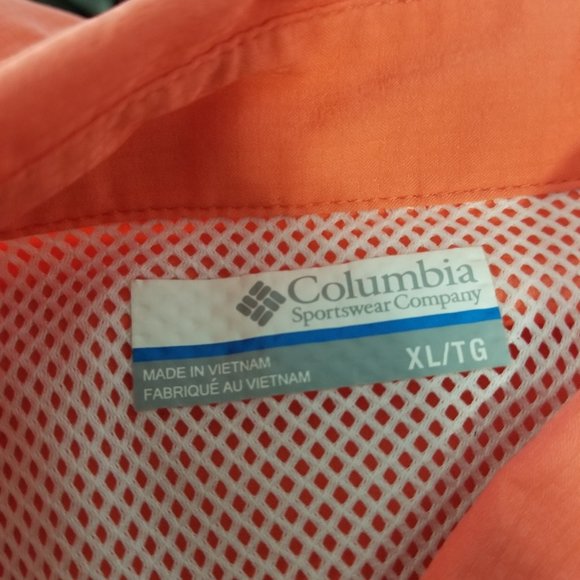 Columbia
Sportswear Company
MADE IN VIETNAM
FABRIQUÉ AU VIETNAM
XL/TG